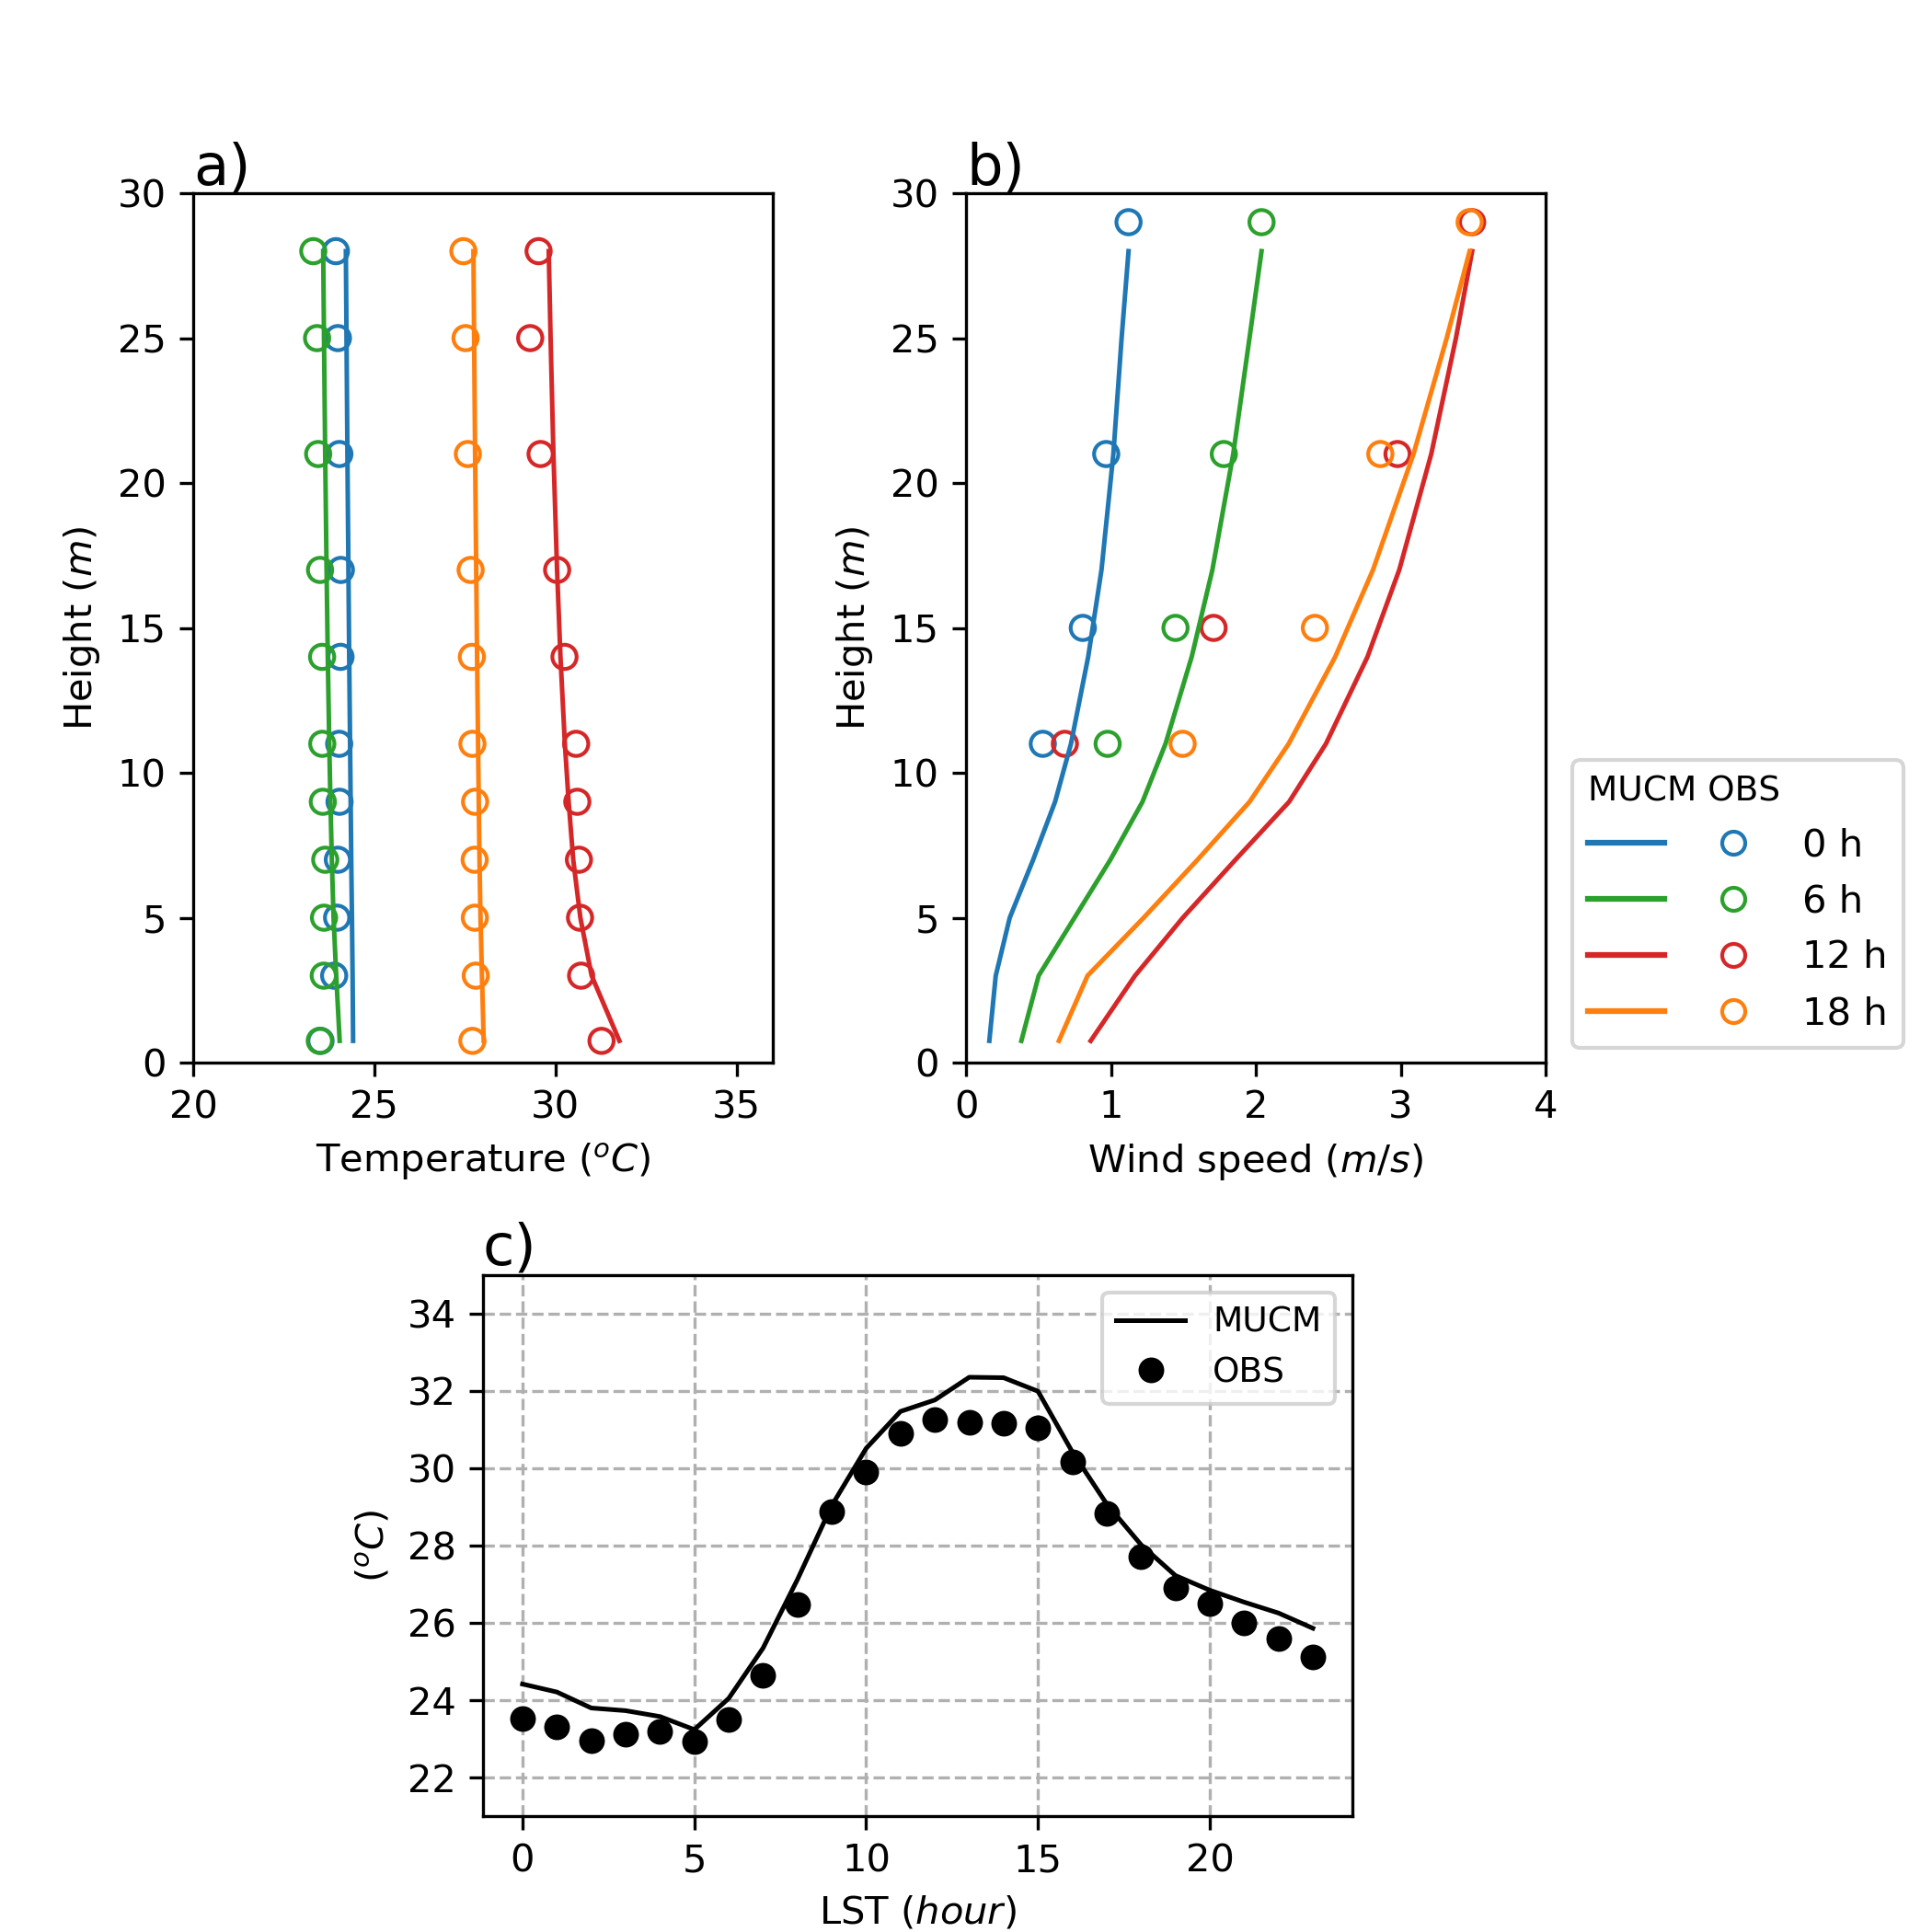 a)
30
25
20
15
10
5
0
Height (m)
20 25 30 35
Temperature (°C)
b)
30
25
20
15
10
5
0
Height (m)
0 1 2 3 4
Wind speed (m/s)
MUCM OBS
0 h
6 h
12 h
18 h
c)
34
32
30
28
26
24
22
(°C)
0 5 10 15 20
LST (hour)
MUCM
OBS